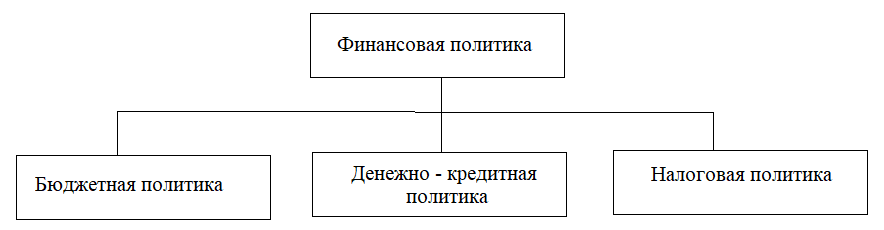 Финансовая политика
Бюджетная политика
Денежно - кредитная
политика
Налоговая политика